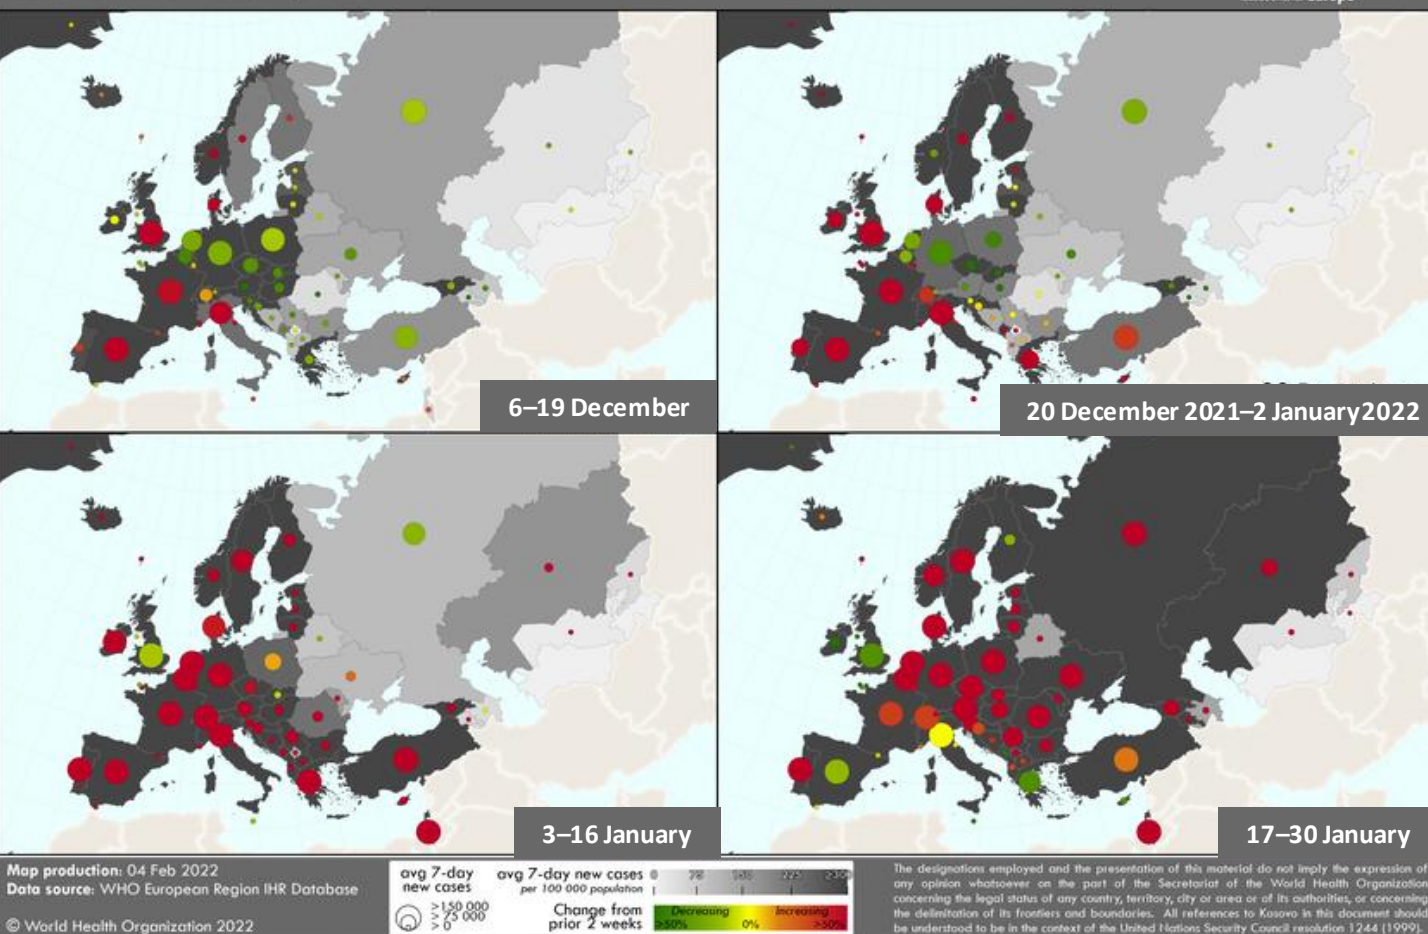 6–19 December
20 December 2021–2 January 2022
3–16 January
17–30 January
Map production: 04 Feb 2022
Data source: WHO European Region IHR Database
© World Health Organization 2022
avg 7-day
new cases
>150 000
>75 000
> 0
avg 7-day new cases
per 100 000 population
0 75 150 225 ≥300
Change from
prior 2 weeks
Decreasing
Increasing
>50% 0% >50%
The designations employed and the presentation of this material do not imply the expression of
any opinion whatsoever on the part of the Secretariat of the World Health Organization
concerning the legal status of any country, territory, city or area or of its authorities, or concerning
the delimitation of its frontiers and boundaries. All references to Kosovo in this document should
be understood to be in the context of the United Nations Security Council resolution 1244 (1999).